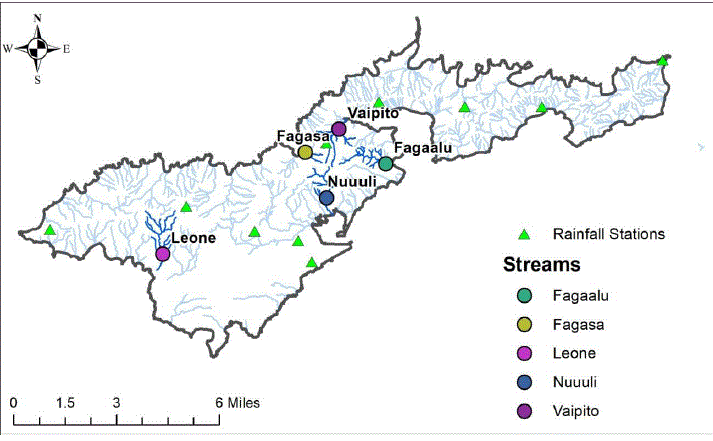 N
W E
S
Vaipito
Fagasa
Fagaalu
Nuuuli
Leone
Rainfall Stations
Streams
Fagaalu
Fagasa
Leone
Nuuuli
Vaipito
0 1.5 3 6 Miles